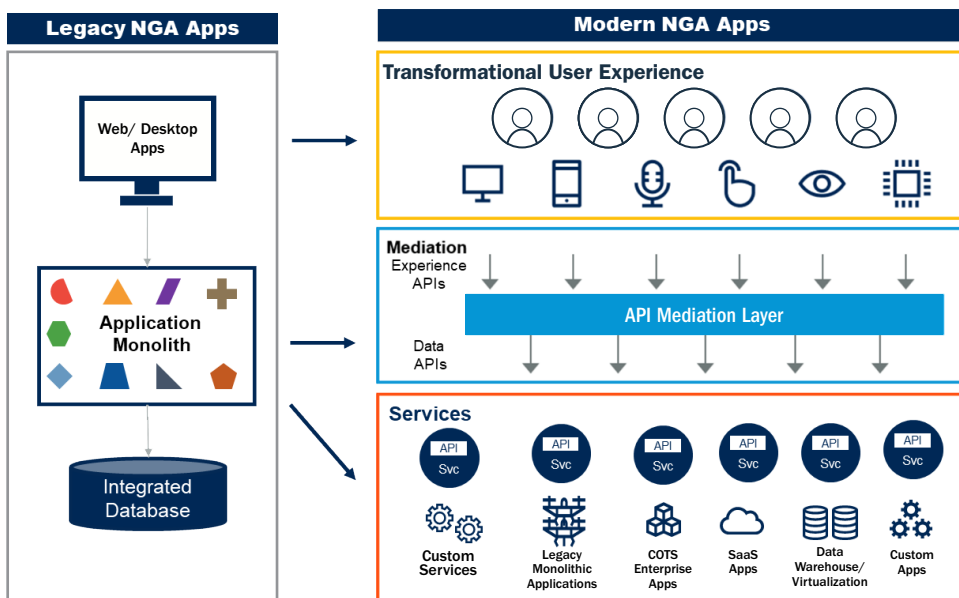 Legacy NGA Apps
Web/ Desktop
Apps
Application
Monolith
Integrated
Database
Modern NGA Apps
Transformational User Experience
Mediation
Experience
APIs
API Mediation Layer
Data
APIs
Services
API
Svc
API
Svc
API
Svc
API
Svc
API
Svc
API
Svc
Custom
Services
Legacy
Monolithic
Applications
COTS
Enterprise
Apps
SaaS
Apps
Data
Warehouse/
Virtualization
Custom
Apps